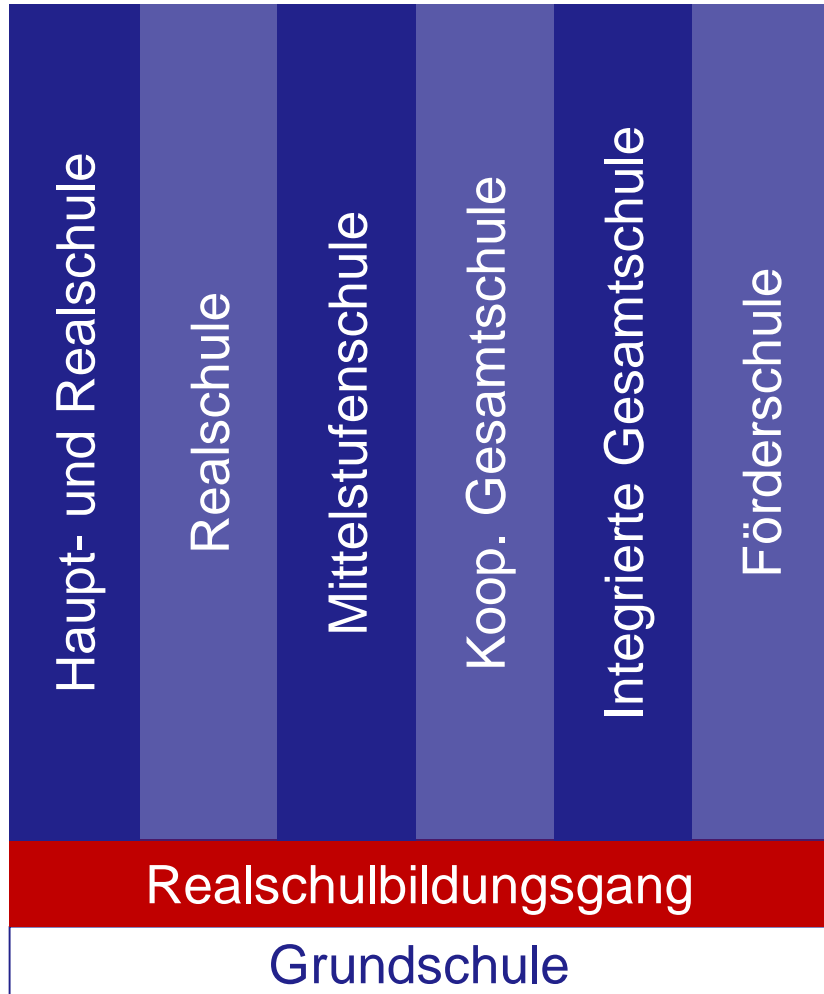 Haupt- und Realschule
Realschule
Mittelstufenschule
Koop. Gesamtschule
Integrierte Gesamtschule
Förderschule
Realschulbildungsgang
Grundschule